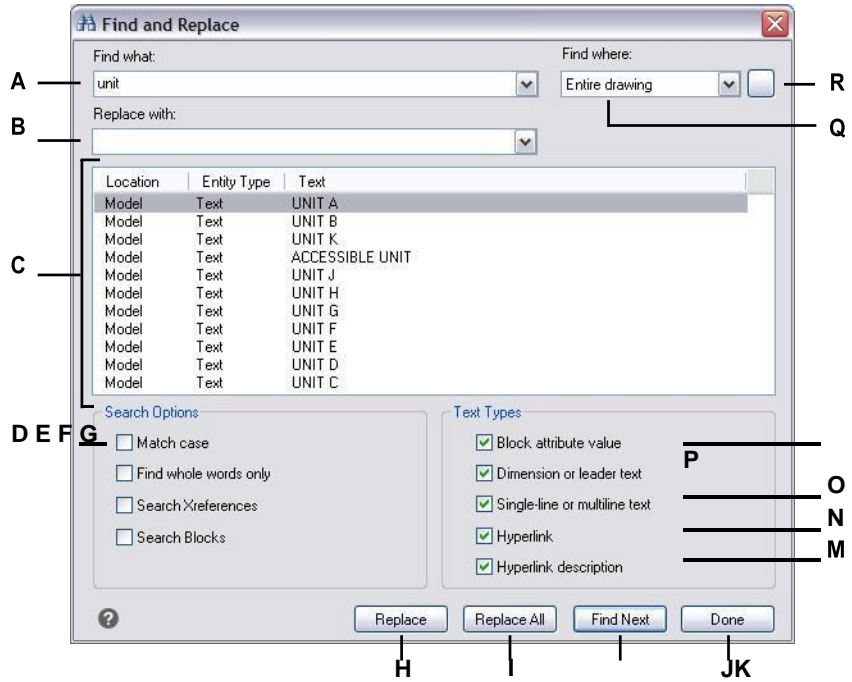 Find and Replace
Find what:
Find where:
A
unit
Entire drawing
R
B
Replace with:
Q
Location Entity Type Text
Model Text UNIT A
Model Text UNIT B
Model Text UNIT K
Model Text ACCESSIBLE UNIT
C
Model Text UNIT J
Model Text UNIT H
Model Text UNIT G
Model Text UNIT F
Model Text UNIT E
Model Text UNIT D
Model Text UNIT C
Search Options
Text Types
D E F G
Match case
Block attribute value
P
Find whole words only
Dimension or leader text
O
Search Xreferences
Single-line or multiline text
N
Search Blocks
Hyperlink
M
Hyperlink description
?
Replace
Replace All
Find Next
Done
H
I
JK